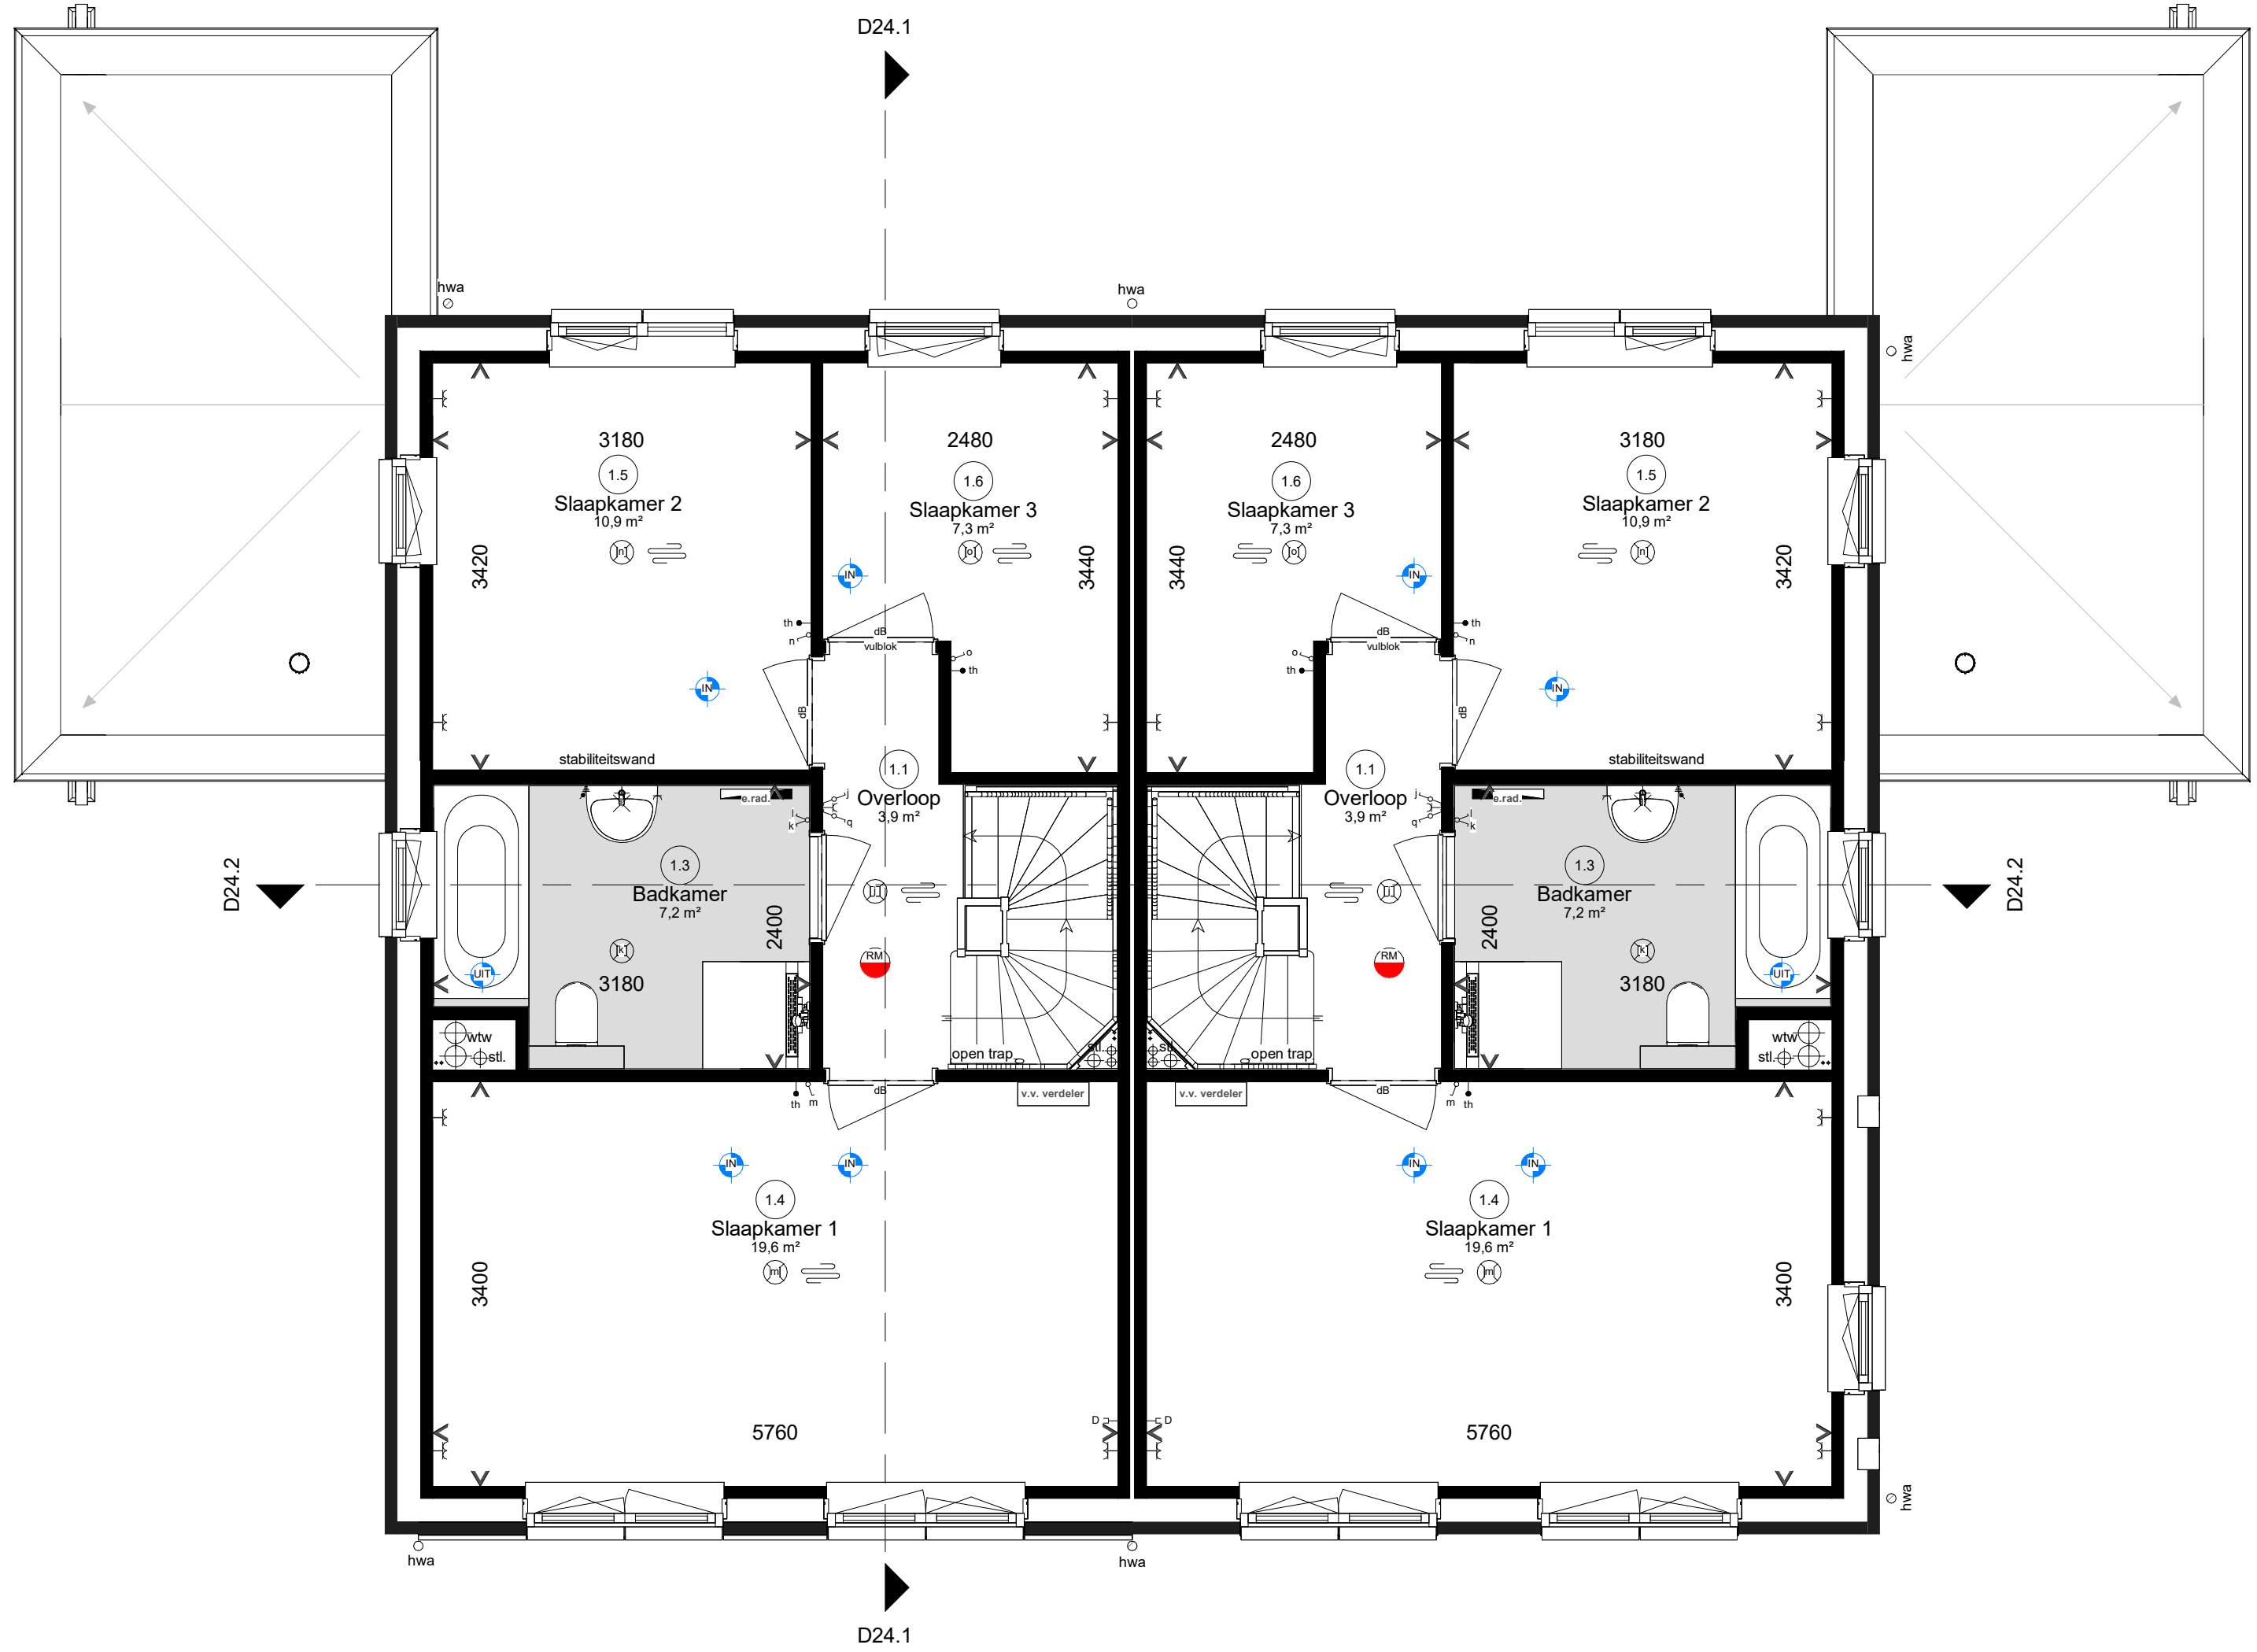 D24.1
hwa
hwa
hwa
3180
2480
2480
3180
1.5
Slaapkamer 2
10,9 m²
1.6
Slaapkamer 3
7,3 m²
1.6
Slaapkamer 3
7,3 m²
1.5
Slaapkamer 2
10,9 m²
n
o
o
n
3420
3440
3440
3420
IN
IN
th
n
dB
vulblok
o
th
dB
vulblok
o
th
th
n
IN
dB
dB
IN
stabiliteitswand
stabiliteitswand
1.1
Overloop
3,9 m²
1.1
Overloop
3,9 m²
e.rad.
j
l
k
q
j
q
e.rad.
l
k
D24.2
1.3
Badkamer
7,2 m²
2400
1.3
Badkamer
7,2 m²
2400
D24.2
k
k
UIT
3180
RM
RM
3180
UIT
wtw
stl.
open trap
stl.
stl.
open trap
wtw
stl.
th
m
dB
v.v. verdeler
v.v. verdeler
dB
m
th
IN
IN
IN
IN
1.4
Slaapkamer 1
19,6 m²
1.4
Slaapkamer 1
19,6 m²
m
m
3400
3400
D
D
5760
5760
hwa
hwa
hwa
D24.1